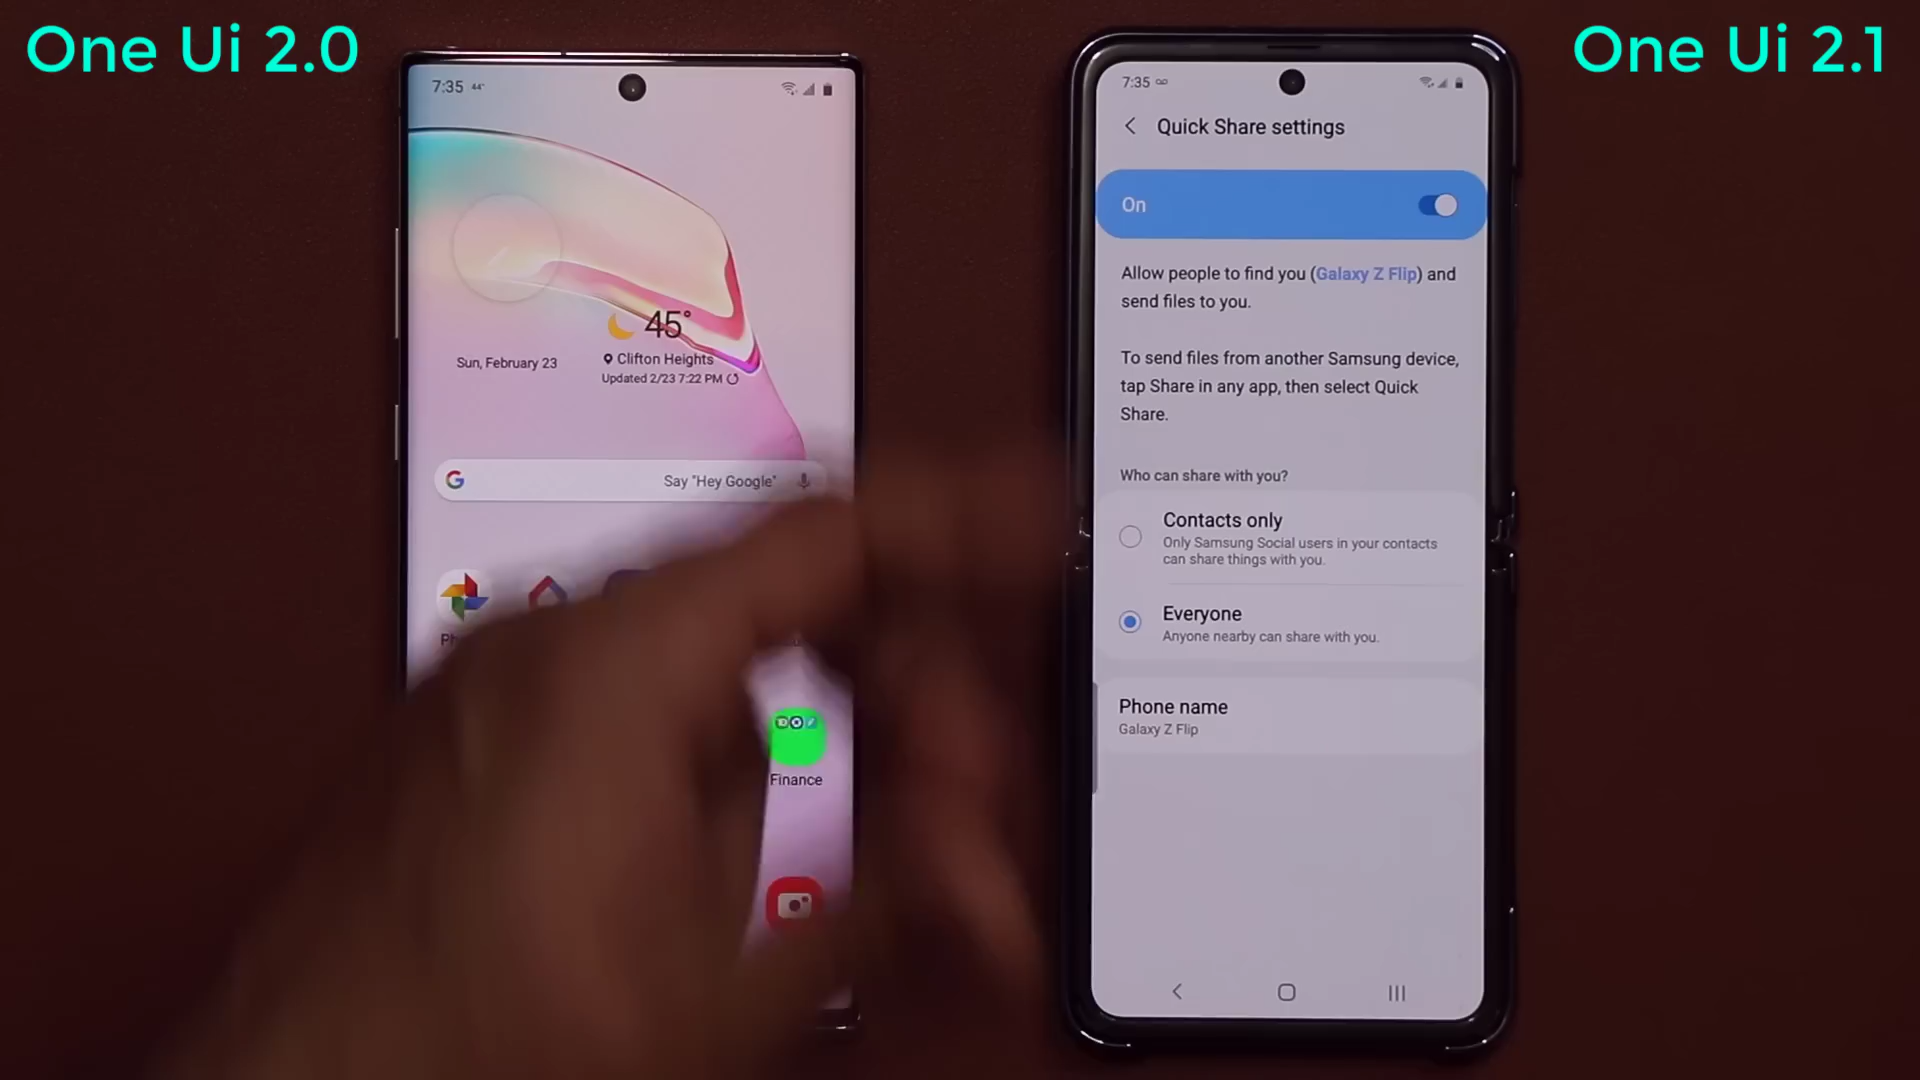 One Ui 2.0
One Ui 2.1
7:35 44°
45°
Sun, February 23
Clifton Heights
Updated 2/23 7:22 PM
Say "Hey Google"
Finance
7:35
Quick Share settings
On
Allow people to find you (Galaxy Z Flip) and
send files to you.
To send files from another Samsung device,
tap Share in any app, then select Quick
Share.
Who can share with you?
Contacts only
Only Samsung Social users in your contacts
can share things with you.
Everyone
Anyone nearby can share with you.
Phone name
Galaxy Z Flip